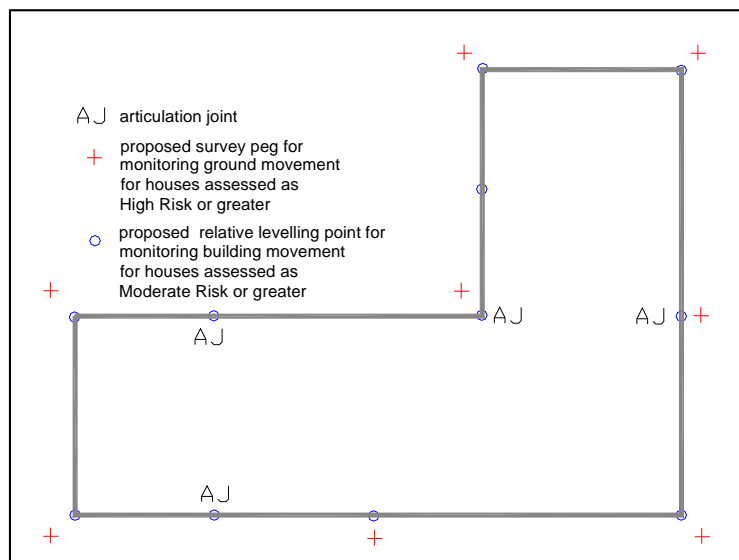 AJ articulation joint
proposed survey peg for
monitoring ground movement
for houses assessed as
High Risk or greater
proposed relative levelling point for
monitoring building movement
for houses assessed as
Moderate Risk or greater
AJ
AJ
AJ
AJ